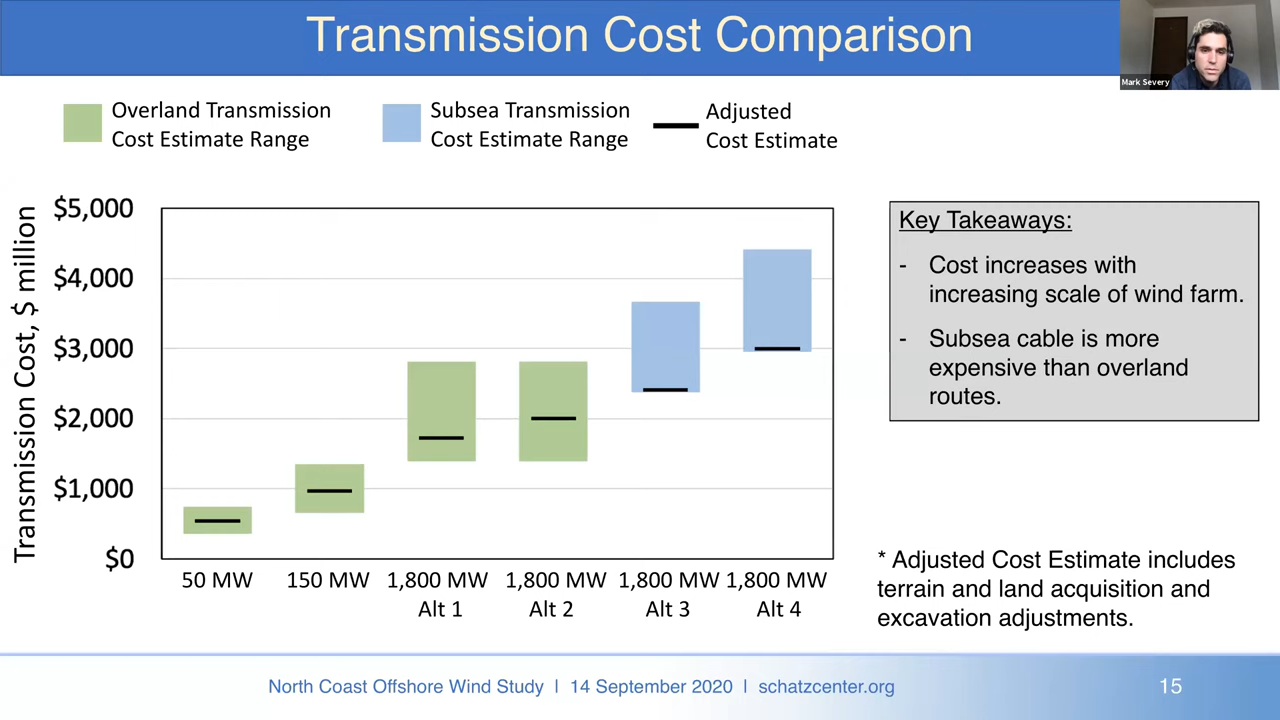 Transmission Cost Comparison
Mark Severy
Overland Transmission
Cost Estimate Range
Subsea Transmission
Cost Estimate Range
Adjusted
Cost Estimate
Transmission Cost, $ million
$5,000
$4,000
$3,000
$2,000
$1,000
$0
50 MW
150 MW
1,800 MW
Alt 1
1,800 MW
Alt 2
1,800 MW
Alt 3
1,800 MW
Alt 4
Key Takeaways:
- Cost increases with
increasing scale of wind farm.
- Subsea cable is more
expensive than overland
routes.
* Adjusted Cost Estimate includes
terrain and land acquisition and
excavation adjustments.
North Coast Offshore Wind Study | 14 September 2020 | schatzcenter.org
15